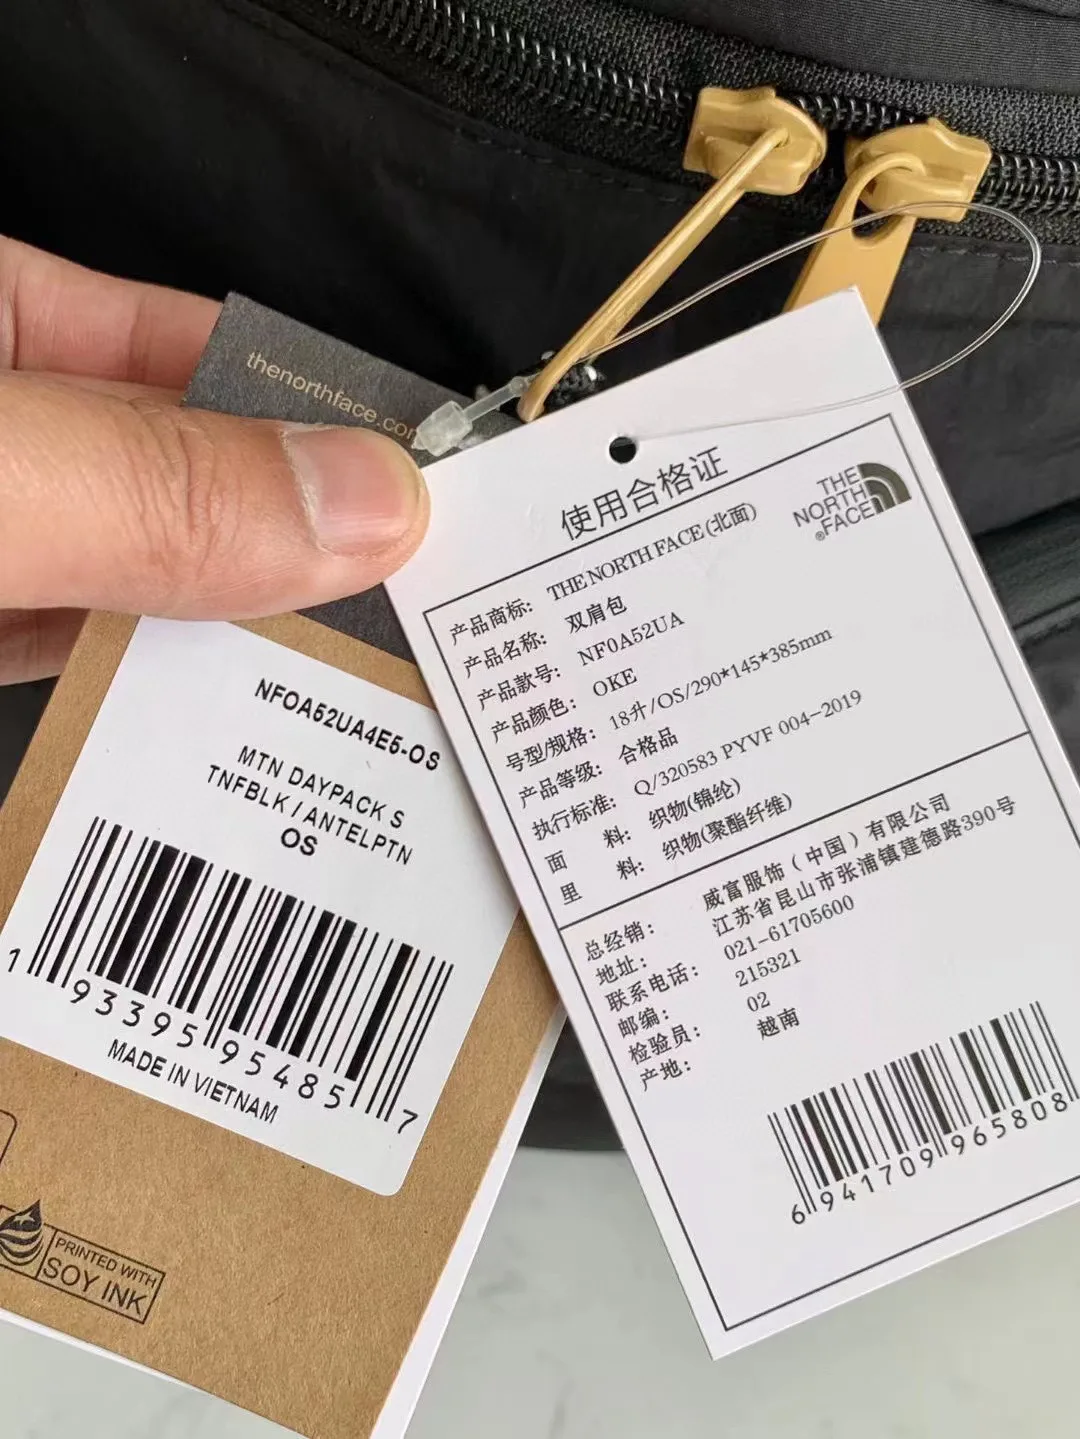 thenorthface.com
NF0A52UA4E5-OS
MTN DAYPACK S
TNFBLK / ANTELPTN
OS
1 93395 95485 7
MADE IN VIETNAM
PRINTED WITH
SOY INK
使用合格证
THE
NORTH
FACE
®
产品商标: THE NORTH FACE(北面)
产品名称: 双肩包
产品款号: NF0A52UA
产品颜色: OKE
号型/规格: 18升/OS/290*145*385mm
产品等级: 合格品
执行标准: Q/320583 PYVF 004-2019
面 料: 织物(锦纶)
里 料: 织物(聚酯纤维)
总经销: 威富服饰(中国)有限公司
地址: 江苏省昆山市张浦镇建德路390号
联系电话: 021-61705600
邮编: 215321
检验员: 02
产地: 越南
6 941709 965808